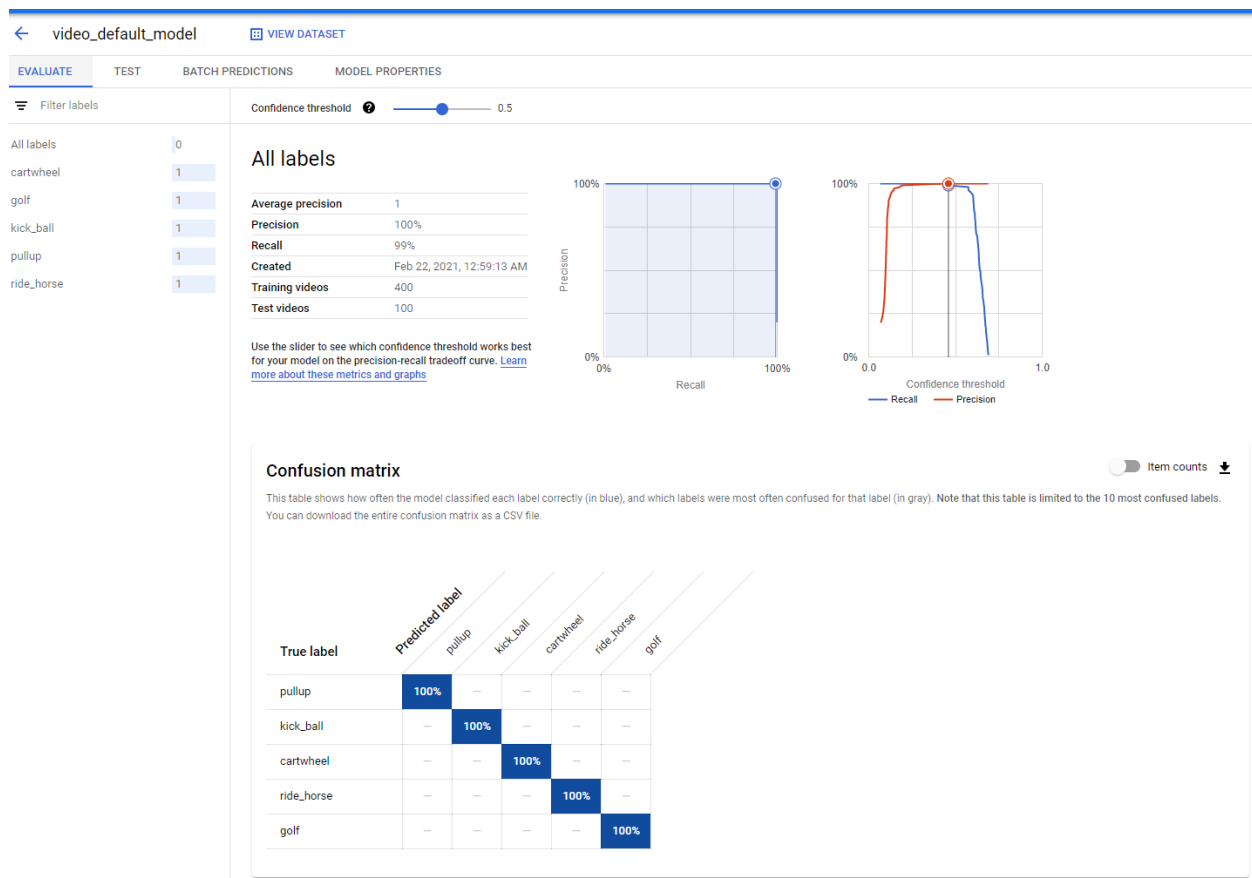 video_default_model
VIEW DATASET
EVALUATE TEST BATCH PREDICTIONS MODEL PROPERTIES
Filter labels
Confidence threshold ? 0.5
All labels 0
cartwheel 1
golf 1
kick_ball 1
pullup 1
ride_horse 1
All labels
Average precision 1
Precision 100%
Recall 99%
Created Feb 22, 2021, 12:59:13 AM
Training videos 400
Test videos 100
Use the slider to see which confidence threshold works best
for your model on the precision-recall tradeoff curve. Learn
more about these metrics and graphs
100%
Precision
0%
0% 100%
Recall
100%
0%
0.0 1.0
Confidence threshold
Recall Precision
Confusion matrix
Item counts
This table shows how often the model classified each label correctly (in blue), and which labels were most often confused for that label (in gray). Note that this table is limited to the 10 most confused labels.
You can download the entire confusion matrix as a CSV file.
True label Predicted label pullup kick_ball cartwheel ride_horse golf
pullup 100% – – – –
kick_ball – 100% – – –
cartwheel – – 100% – –
ride_horse – – – 100% –
golf – – – – 100%